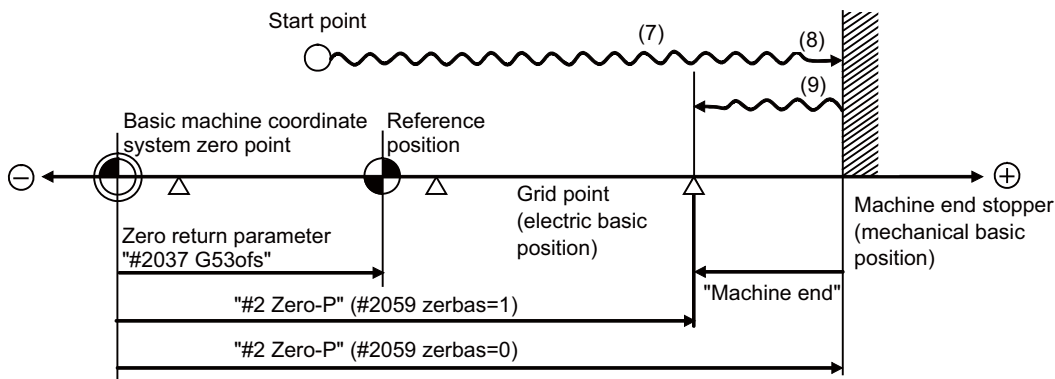 Start point
(7)
(8)
(9)
Basic machine coordinate
system zero point
Reference
position
−
+
Grid point
(electric basic
position)
Machine end stopper
(mechanical basic
position)
Zero return parameter
"#2037 G53ofs"
"Machine end"
"#2 Zero-P" (#2059 zerbas=1)
"#2 Zero-P" (#2059 zerbas=0)